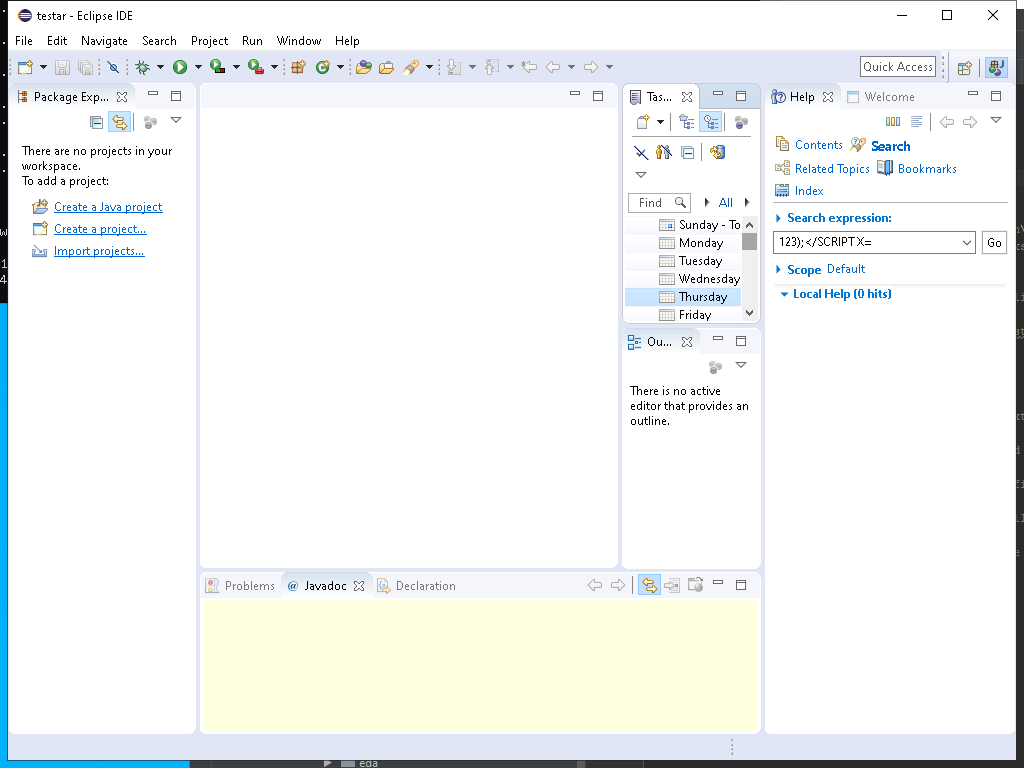 testar - Eclipse IDE
File Edit Navigate Search Project Run Window Help
Quick Access
Package Exp...
There are no projects in your
workspace.
To add a project:
Create a Java project
Create a project...
Import projects...
Tas...
Find
All
Sunday - To
Monday
Tuesday
Wednesday
Thursday
Friday
Ou...
There is no active
editor that provides an
outline.
Help Welcome
Contents Search
Related Topics Bookmarks
Index
Search expression:
123);</SCRIPT X=
Go
Scope Default
Local Help (0 hits)
Problems @ Javadoc Declaration
eda